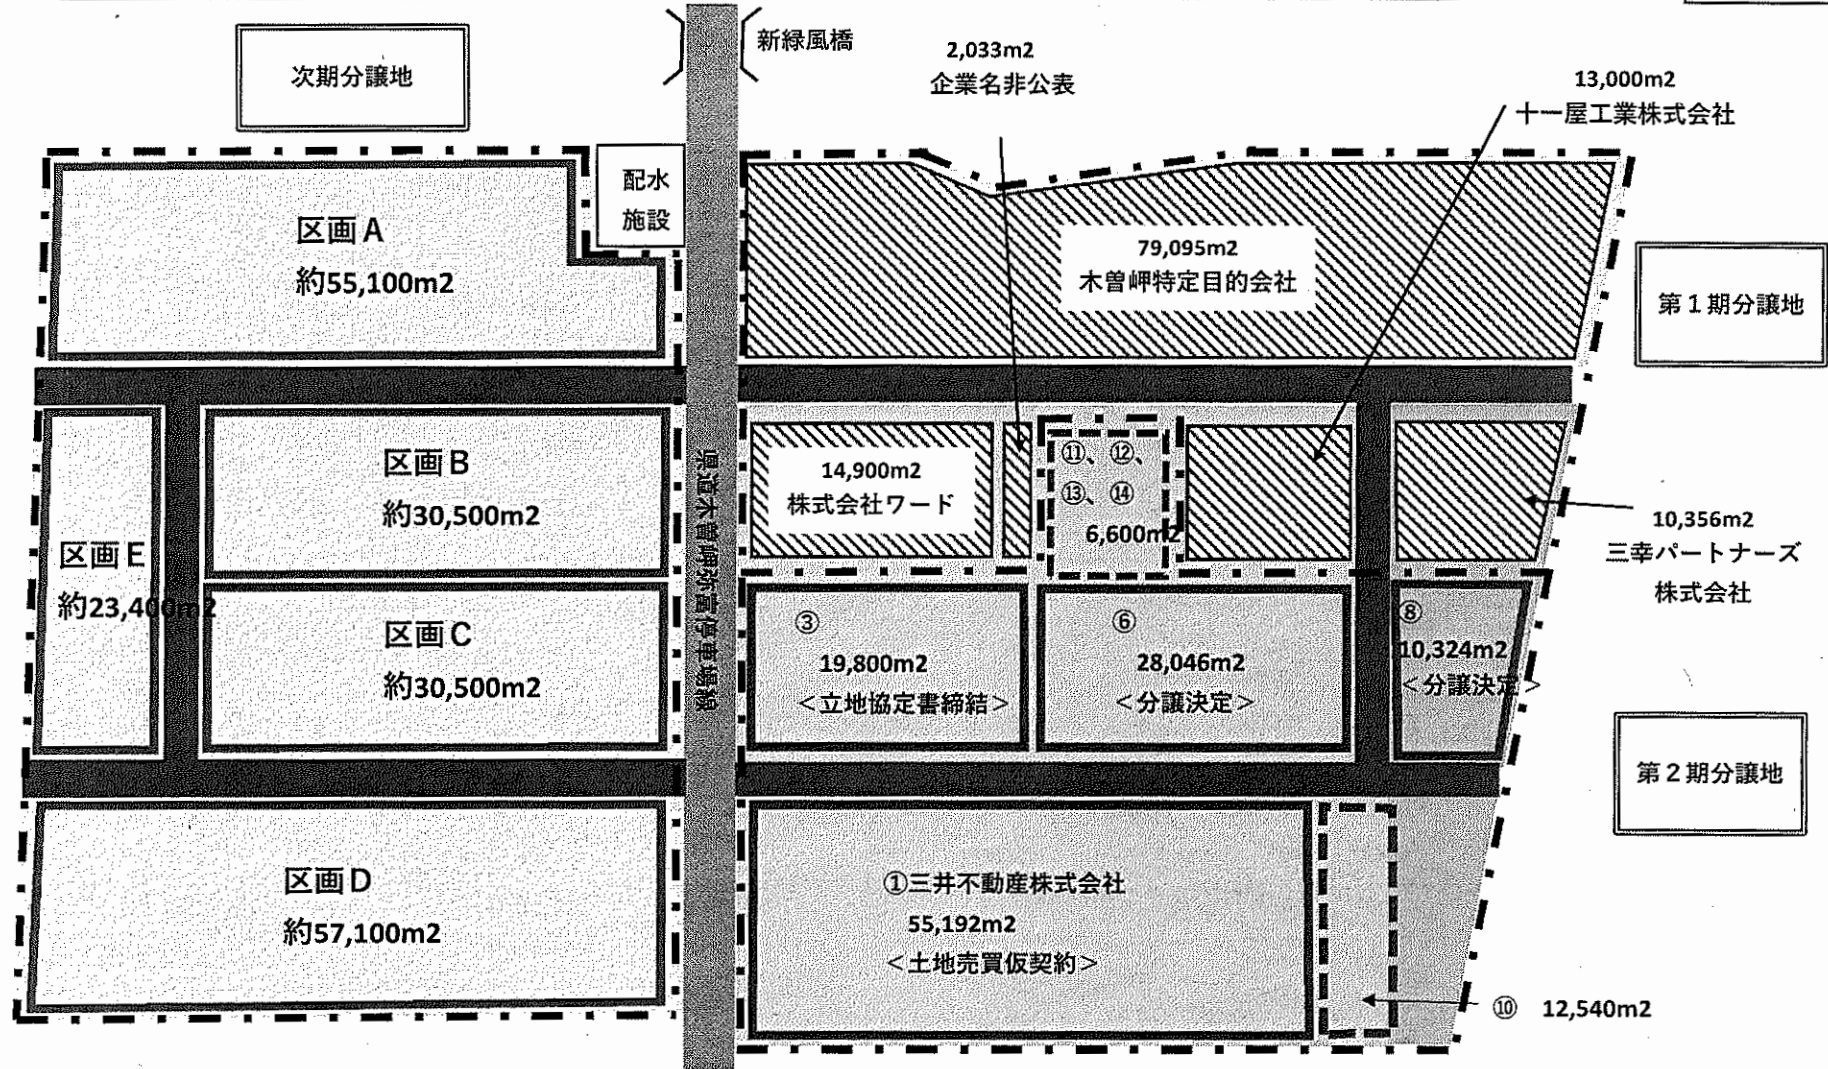 次期分譲地
新緑風橋
2,033m2
企業名非公表
13,000m2
十一屋工業株式会社
配水
施設
区画A
約55,100m2
79,095m2
木曽岬特定目的会社
第1期分譲地
区画B
約30,500m2
区画E
約23,400m2
区画C
約30,500m2
県道木曽岬弥富停車場線
14,900m2
株式会社ワード
⑪、⑫、
⑬、⑭
6,600m2
10,356m2
三幸パートナーズ
株式会社
③
19,800m2
<立地協定書締結>
⑥
28,046m2
<分譲決定>
⑧
10,324m2
<分譲決定>
第2期分譲地
区画D
約57,100m2
①三井不動産株式会社
55,192m2
<土地売買仮契約>
⑩ 12,540m2